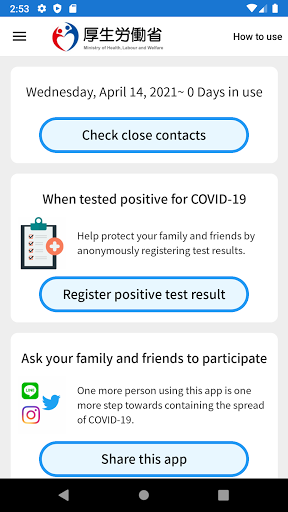 2:53
厚生労働省
Ministry of Health, Labour and Welfare
How to use
Wednesday, April 14, 2021~ 0 Days in use
Check close contacts
When tested positive for COVID-19
Help protect your family and friends by
anonymously registering test results.
Register positive test result
Ask your family and friends to participate
LINE
One more person using this app is one
more step towards containing the spread
of COVID-19.
Share this app